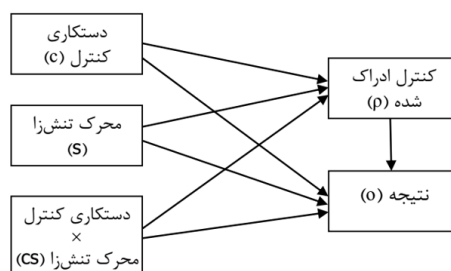 دستکاری
کنترل (c)
محرک تنش‌زا
(S)
دستکاری کنترل
×
محرک تنش‌زا (CS)
کنترل ادراک
شده (ρ)
نتیجه (o)